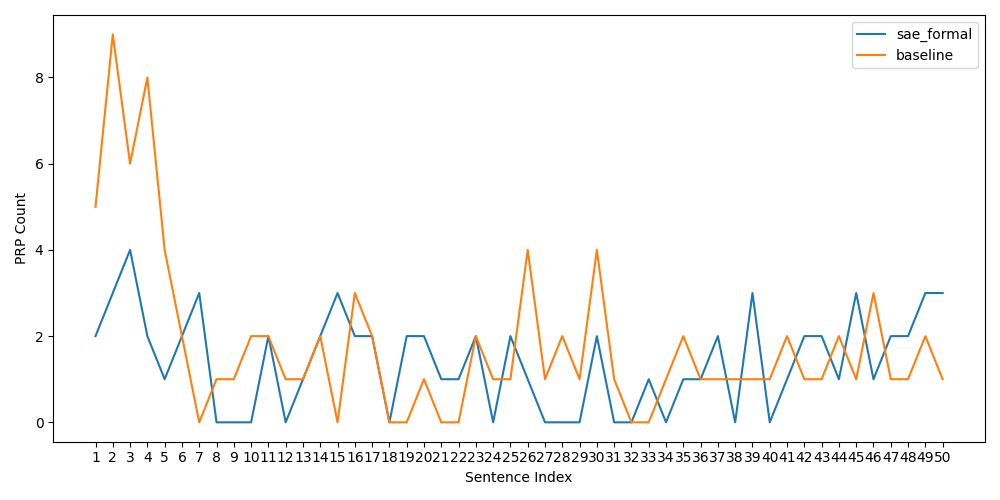 sae_formal
baseline
PRP Count
8
6
4
2
0
1 2 3 4 5 6 7 8 9 10 11 12 13 14 15 16 17 18 19 20 21 22 23 24 25 26 27 28 29 30 31 32 33 34 35 36 37 38 39 40 41 42 43 44 45 46 47 48 49 50
Sentence Index